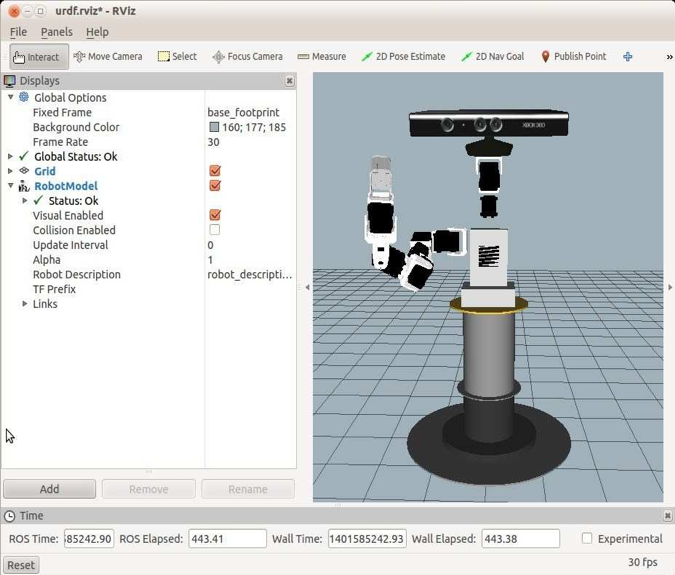 urdf.rviz* - RViz
File Panels Help
Interact Move Camera Select Focus Camera Measure 2D Pose Estimate 2D Nav Goal Publish Point »
Displays
Global Options
Fixed Frame base_footprint
Background Color 160; 177; 185
Frame Rate 30
Global Status: Ok
Grid
RobotModel
Status: Ok
Visual Enabled
Collision Enabled
Update Interval 0
Alpha 1
Robot Description robot_descripti...
TF Prefix
Links
XBOX 360
Add Remove Rename
Time
ROS Time: 585242.90 ROS Elapsed: 443.41 Wall Time: 1401585242.93 Wall Elapsed: 443.38 Experimental
Reset 30 fps